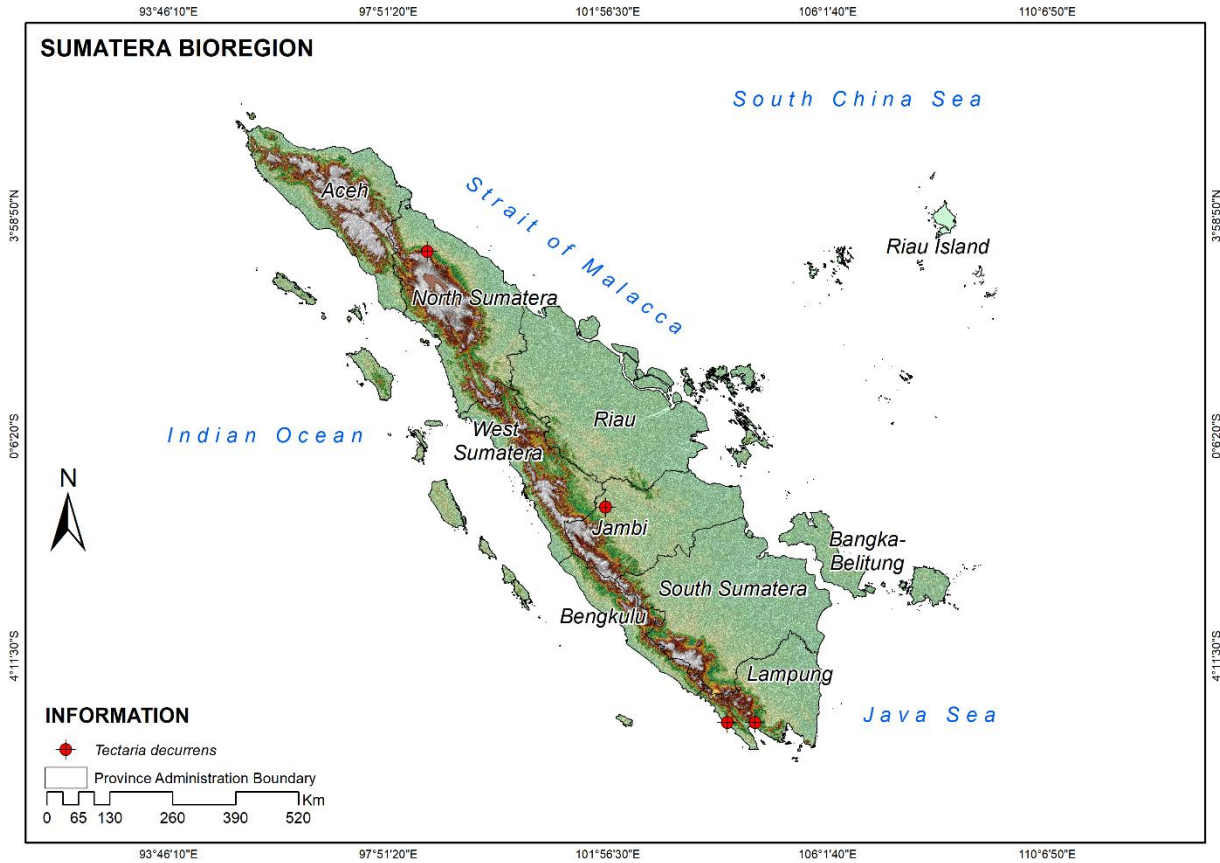 93°46'10"E 97°51'20"E 101°56'30"E 106°1'40"E 110°6'50"E
SUMATERA BIOREGION
South China Sea
3°58'50"N
3°58'50"N
Aceh
Strait of Malacca
Riau Island
North Sumatera
Riau
0°6'20"S
0°6'20"S
Indian Ocean
West
Sumatera
N
Jambi
Bangka-
Belitung
South Sumatera
Bengkulu
4°11'30"S
4°11'30"S
Lampung
Java Sea
INFORMATION
Tectaria decurrens
Province Administration Boundary
Km
0 65 130 260 390 520
93°46'10"E 97°51'20"E 101°56'30"E 106°1'40"E 110°6'50"E